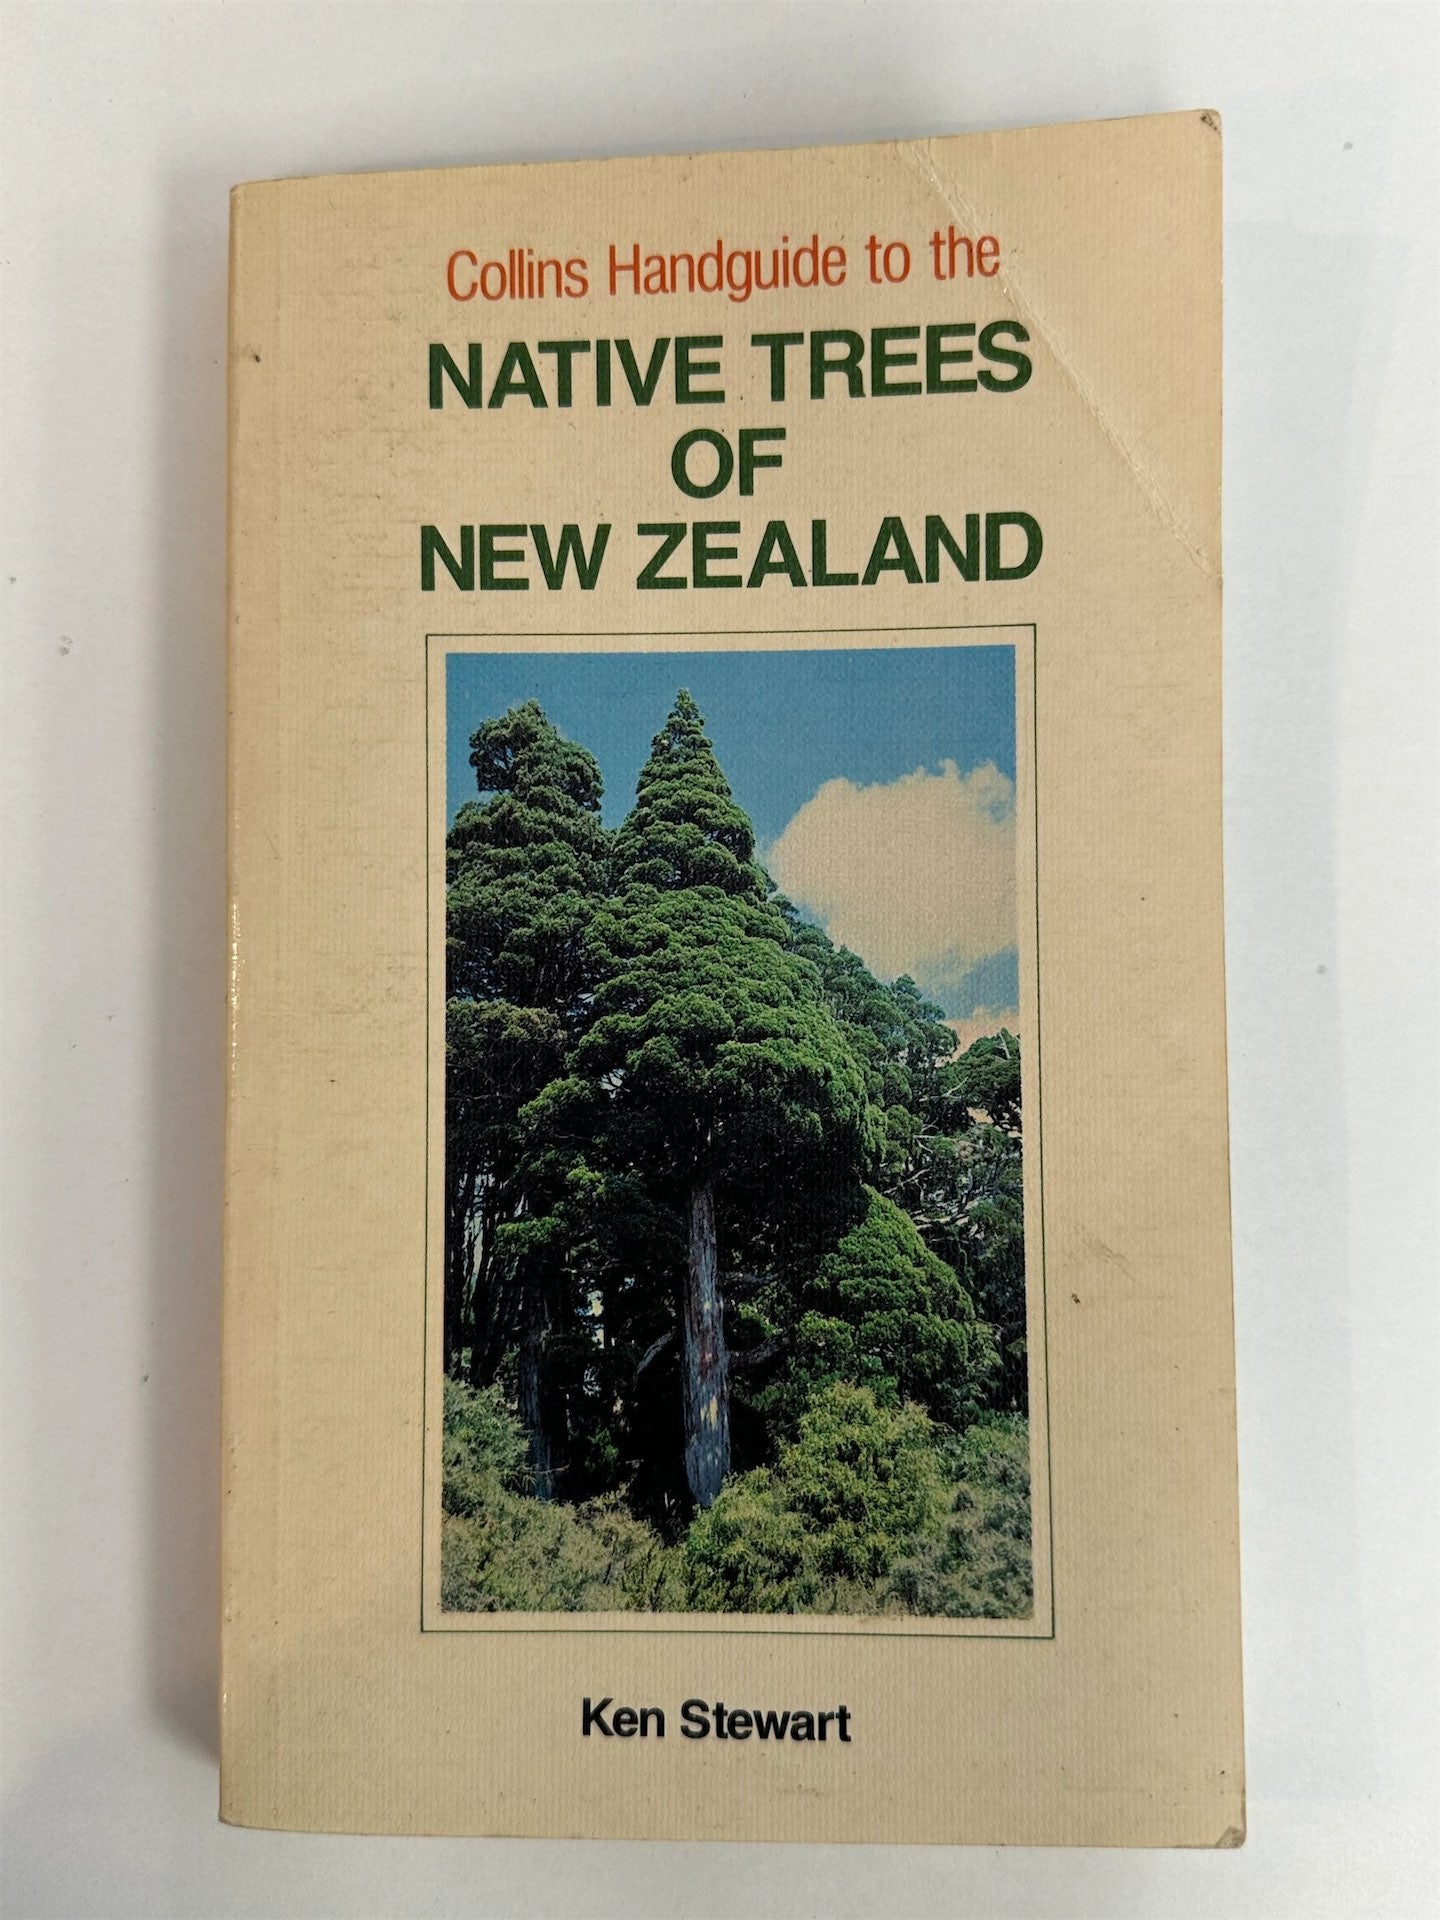 Collins Handguide to the
NATIVE TREES
OF
NEW ZEALAND
Ken Stewart